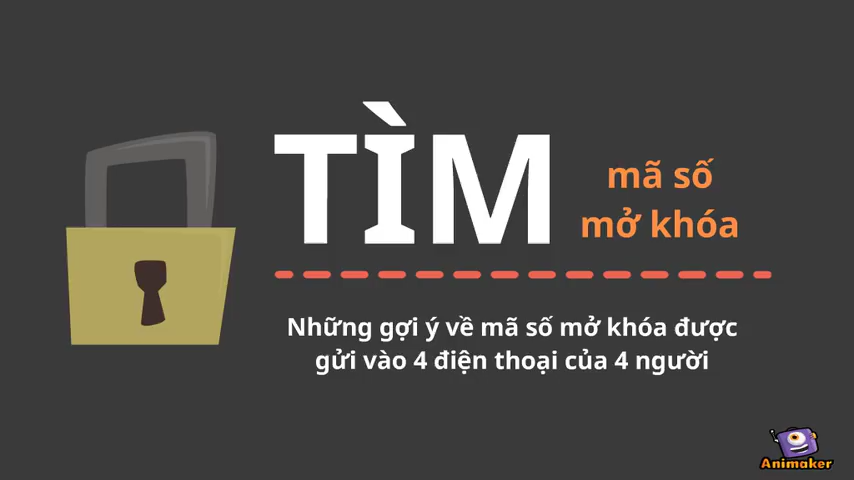 TÌM
mã số
mở khóa
Những gợi ý về mã số mở khóa được
gửi vào 4 điện thoại của 4 người
Animaker